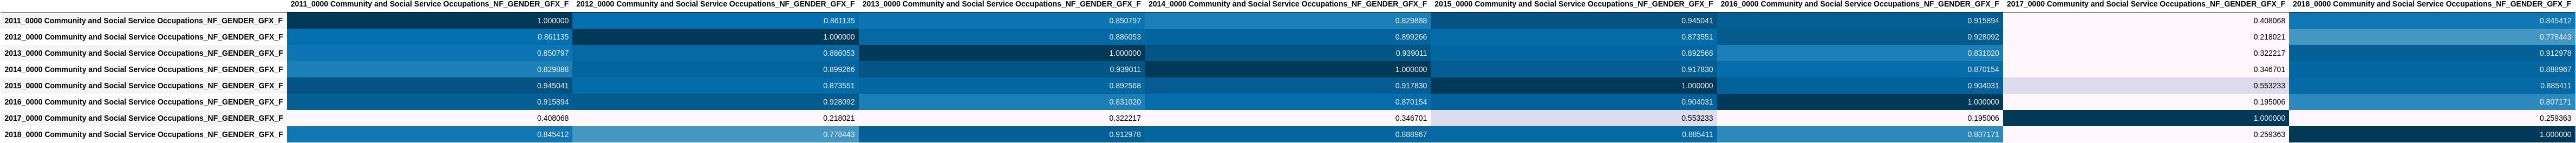 2011_0000 Community and Social Service Occupations_NF_GENDER_GFX_F 2012_0000 Community and Social Service Occupations_NF_GENDER_GFX_F 2013_0000 Community and Social Service Occupations_NF_GENDER_GFX_F 2014_0000 Community and Social Service Occupations_NF_GENDER_GFX_F 2015_0000 Community and Social Service Occupations_NF_GENDER_GFX_F 2016_0000 Community and Social Service Occupations_NF_GENDER_GFX_F 2017_0000 Community and Social Service Occupations_NF_GENDER_GFX_F 2018_0000 Community and Social Service Occupations_NF_GENDER_GFX_F
2011_0000 Community and Social Service Occupations_NF_GENDER_GFX_F 1.000000 0.861135 0.850797 0.829888 0.945041 0.915894 0.408068 0.845412
2012_0000 Community and Social Service Occupations_NF_GENDER_GFX_F 0.861135 1.000000 0.886053 0.899266 0.873551 0.928092 0.218021 0.778443
2013_0000 Community and Social Service Occupations_NF_GENDER_GFX_F 0.850797 0.886053 1.000000 0.939011 0.892568 0.831020 0.322217 0.912978
2014_0000 Community and Social Service Occupations_NF_GENDER_GFX_F 0.829888 0.899266 0.939011 1.000000 0.917830 0.870154 0.346701 0.888967
2015_0000 Community and Social Service Occupations_NF_GENDER_GFX_F 0.945041 0.873551 0.892568 0.917830 1.000000 0.904031 0.553233 0.885411
2016_0000 Community and Social Service Occupations_NF_GENDER_GFX_F 0.915894 0.928092 0.831020 0.870154 0.904031 1.000000 0.195006 0.807171
2017_0000 Community and Social Service Occupations_NF_GENDER_GFX_F 0.408068 0.218021 0.322217 0.346701 0.553233 0.195006 1.000000 0.259363
2018_0000 Community and Social Service Occupations_NF_GENDER_GFX_F 0.845412 0.778443 0.912978 0.888967 0.885411 0.807171 0.259363 1.000000